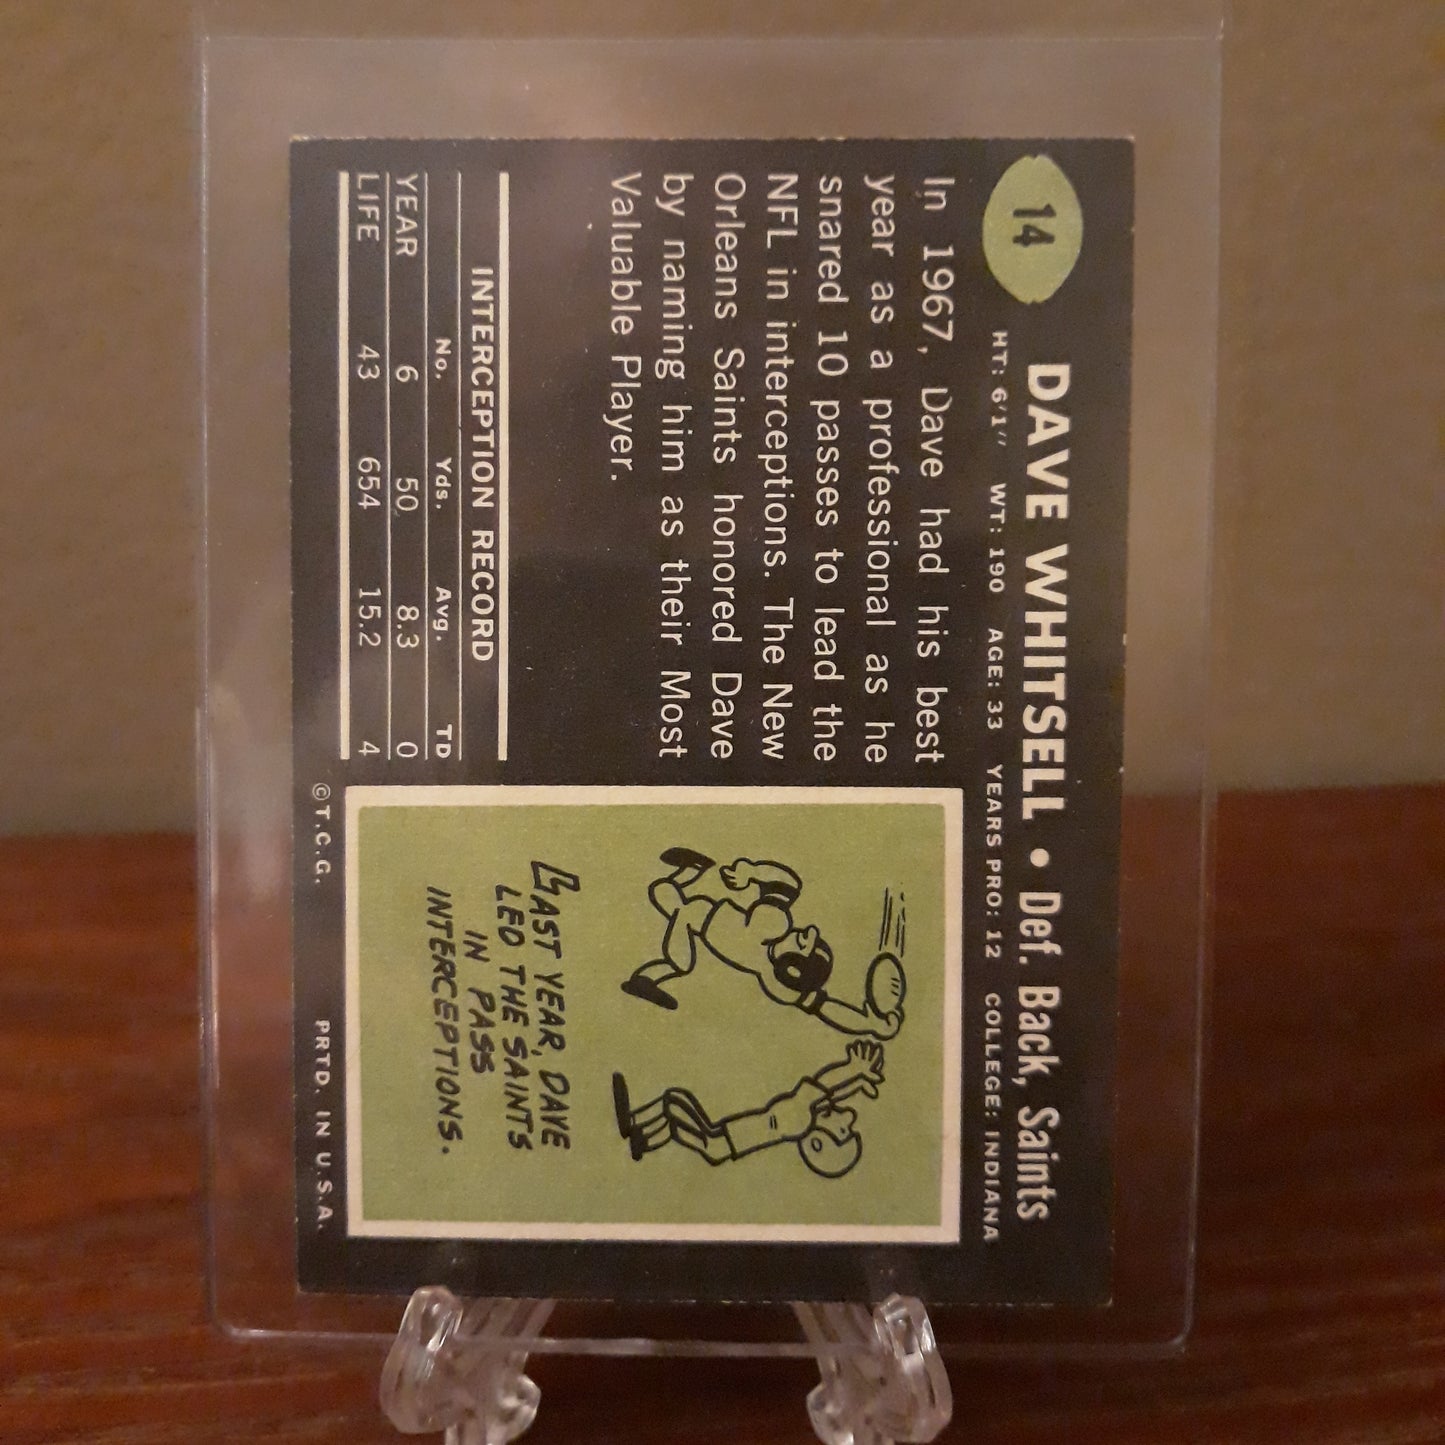 14
DAVE WHITSELL • Def. Back, Saints
HT: 6'1" WT: 190 AGE: 33 YEARS PRO: 12 COLLEGE: INDIANA
In 1967, Dave had his best
year as a professional as he
snared 10 passes to lead the
NFL in interceptions. The New
Orleans Saints honored Dave
by naming him as their Most
Valuable Player.
INTERCEPTION RECORD
No. Yds. Avg. TD
YEAR 6 50 8.3 0
LIFE 43 654 15.2 4
LAST YEAR, DAVE
LED THE SAINTS
IN PASS
INTERCEPTIONS.
© T.C.G. PRTD. IN U.S.A.